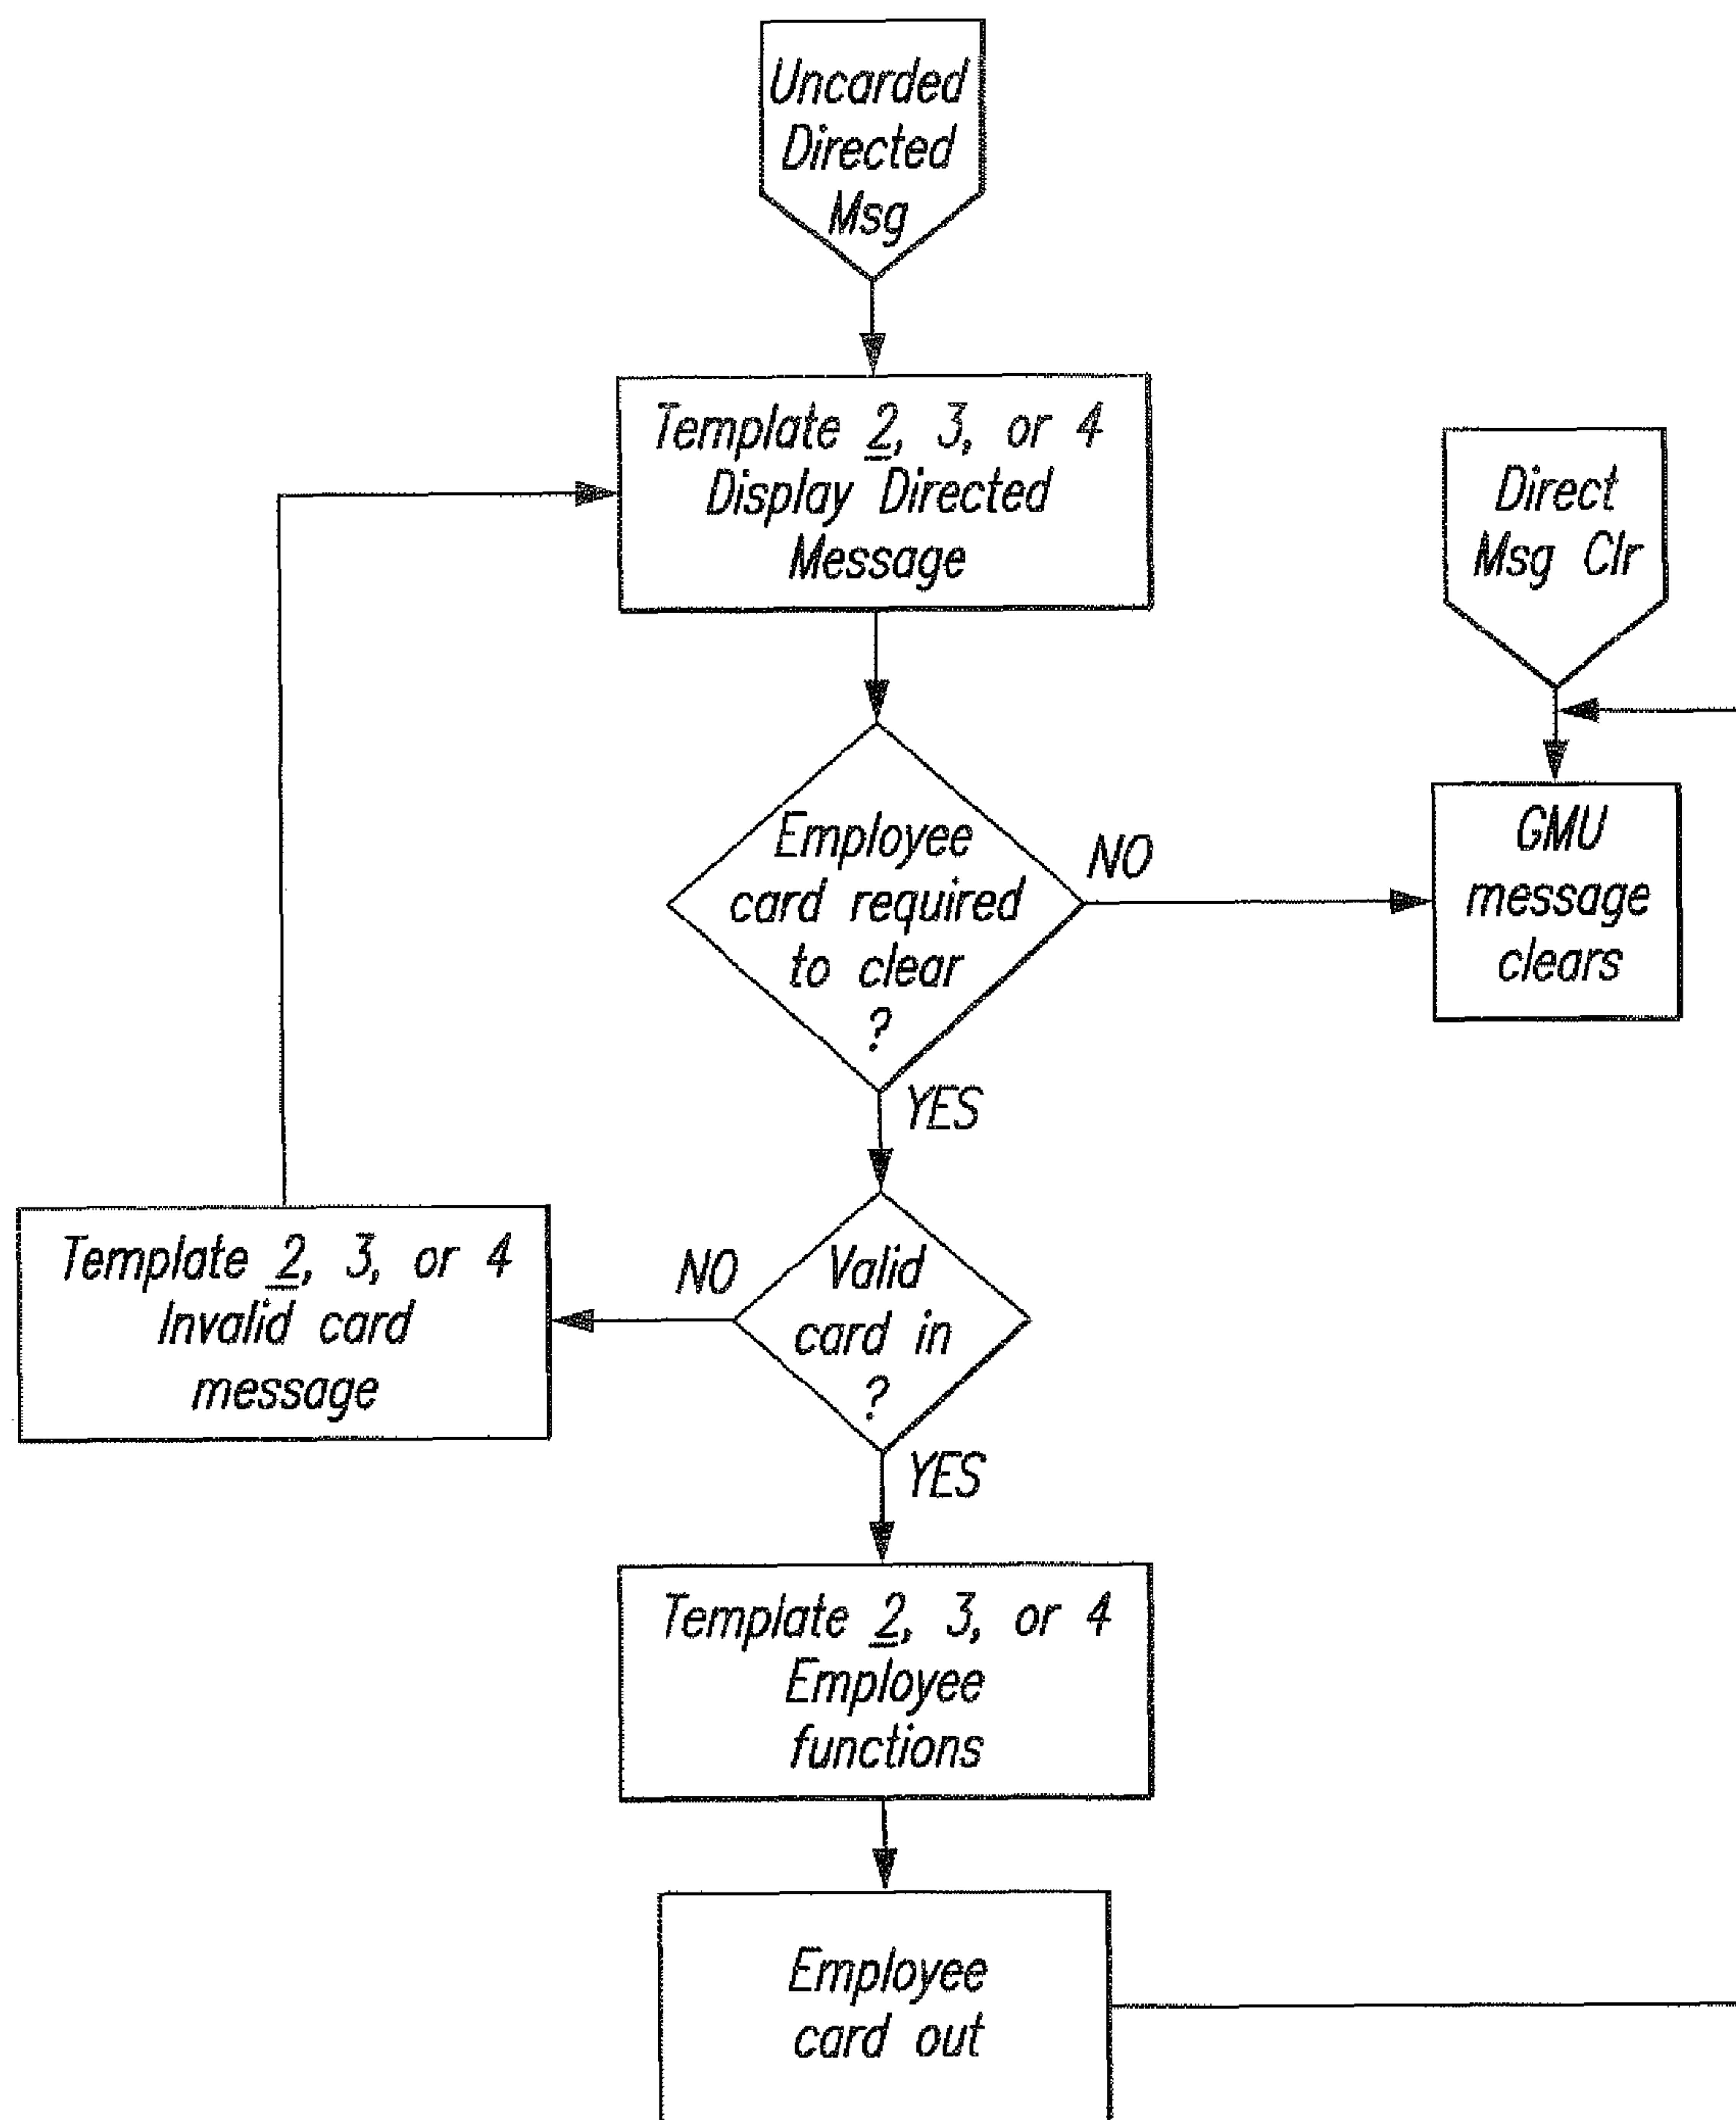 Uncarded
Directed
Msg
Template 2, 3, or 4
Display Directed
Message
Direct
Msg Clr
Employee
card required
to clear
?
NO
GMU
message
clears
YES
Template 2, 3, or 4
Invalid card
message
NO
Valid
card in
?
YES
Template 2, 3, or 4
Employee
functions
Employee
card out